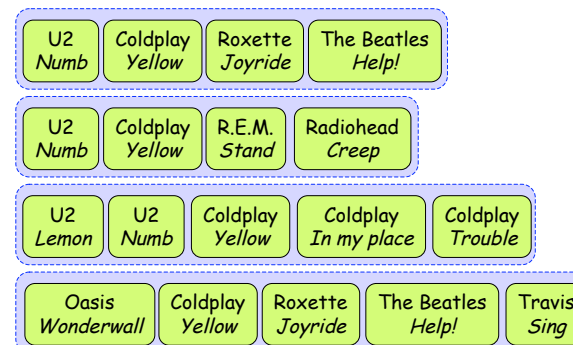 U2 Coldplay Roxette The Beatles
Numb Yellow Joyride Help!
U2 Coldplay R.E.M. Radiohead
Numb Yellow Stand Creep
U2 U2 Coldplay Coldplay Coldplay
Lemon Numb Yellow In my place Trouble
Oasis Coldplay Roxette The Beatles Travis
Wonderwall Yellow Joyride Help! Sing